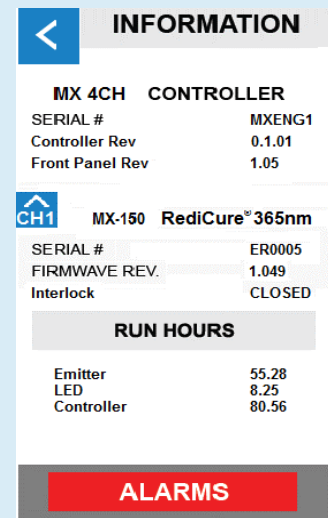 INFORMATION
MX 4CH CONTROLLER
SERIAL # MXENG1
Controller Rev 0.1.01
Front Panel Rev 1.05
CH1 MX-150 RediCure® 365nm
SERIAL # ER0005
FIRMWAVE REV. 1.049
Interlock CLOSED
RUN HOURS
Emitter 55.28
LED 8.25
Controller 80.56
ALARMS